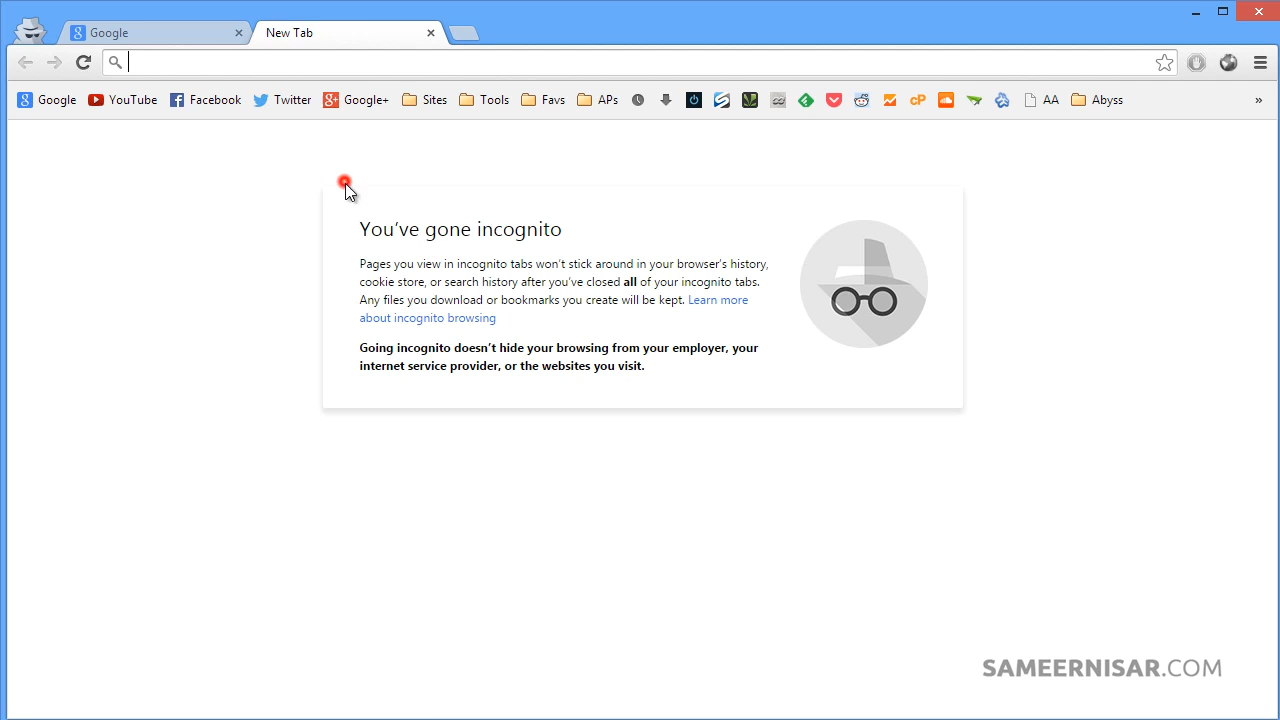 Google
New Tab
Google YouTube Facebook Twitter Google+ Sites Tools Favs APs AA Abyss »
You've gone incognito
Pages you view in incognito tabs won't stick around in your browser's history,
cookie store, or search history after you've closed all of your incognito tabs.
Any files you download or bookmarks you create will be kept. Learn more
about incognito browsing
Going incognito doesn't hide your browsing from your employer, your
internet service provider, or the websites you visit.
SAMEERNISAR.COM